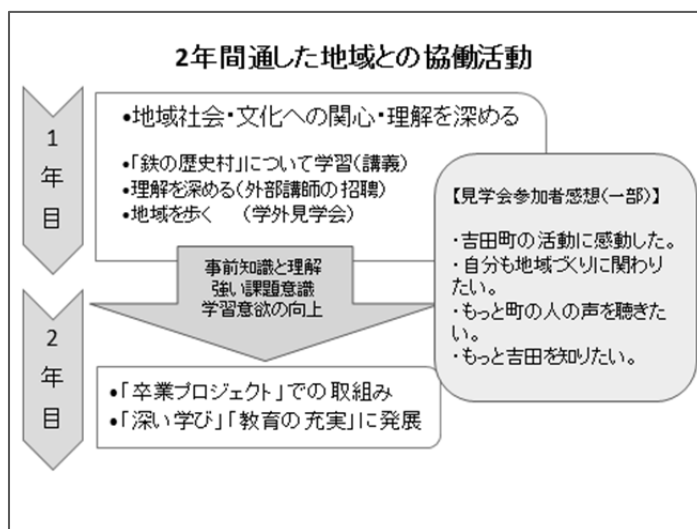 2年間通した地域との協働活動
1年目
•地域社会・文化への関心・理解を深める
•「鉄の歴史村」について学習(講義)
•理解を深める(外部講師の招聘)
•地域を歩く　(学外見学会)
【見学会参加者感想(一部)】
・吉田町の活動に感動した。
・自分も地域づくりに関わり
たい。
・もっと町の人の声を聴きた
い。
・もっと吉田を知りたい。
事前知識と理解
強い課題意識
学習意欲の向上
2年目
•「卒業プロジェクト」での取組み
•「深い学び」「教育の充実」に発展